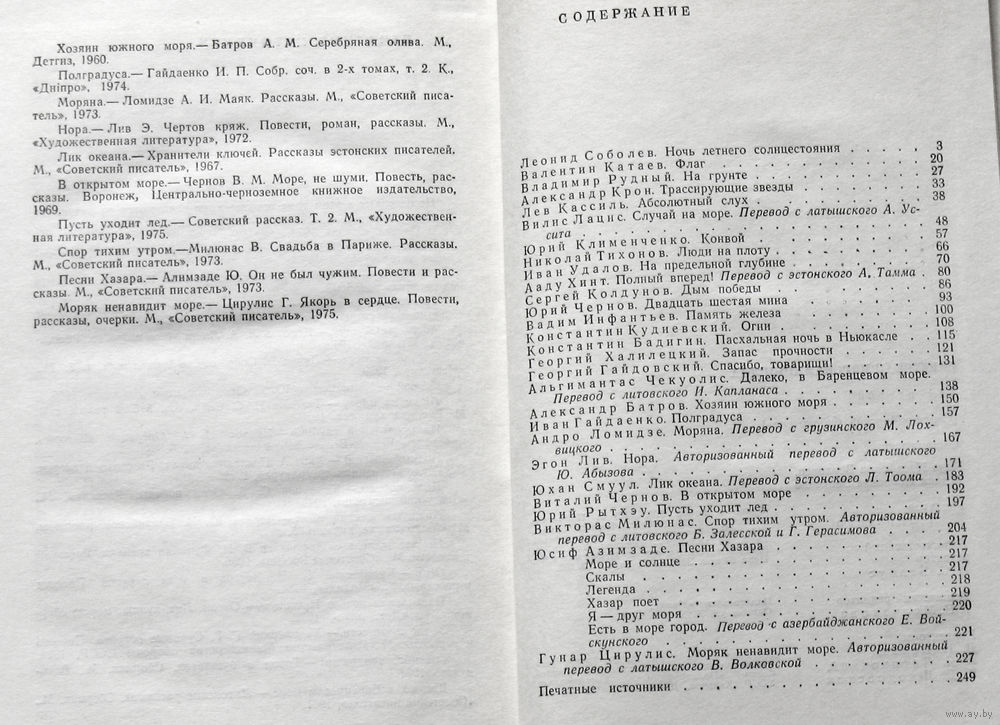 Хозяин южного моря.— Батров А. М. Серебряная олива. М.,
Детгиз, 1960.
Полградуса.— Гайдаенко И. П. Собр. соч. в 2-х томах, т. 2. К.,
«Дніпро», 1974.
Моряна.— Ломидзе А. И. Маяк. Рассказы. М., «Советский писа-
тель», 1973.
Нора.— Лив Э. Чертов кряж. Повести, роман, рассказы. М.,
«Художественная литература», 1972.
Лик океана.— Хранители ключей. Рассказы эстонских писателей.
М., «Советский писатель», 1967.
В открытом море.— Чернов В. М. Море, не шуми. Повесть, рас-
сказы. Воронеж, Центрально-черноземное книжное издательство,
1969.
Пусть уходит лед.— Советский рассказ. Т. 2. М., «Художествен-
ная литература», 1975.
Спор тихим утром.—Милюнас В. Свадьба в Париже. Рассказы.
М., «Советский писатель», 1973.
Песни Хазара.— Алимзаде Ю. Он не был чужим. Повести и рас-
сказы. М., «Советский писатель», 1973.
Моряк ненавидит море.— Цирулис Г. Якорь в сердце. Повести,
рассказы, очерки. М., «Советский писатель», 1975.
СОДЕРЖАНИЕ
Леонид Соболев. Ночь летнего солнцестояния . . . . . 3
Валентин Катаев. Флаг . . . . . . . . . . 20
Владимир Рудный. На грунте . . . . . . . . 27
Александр Крон. Трассирующие звезды . . . . . . 33
Лев Кассиль. Абсолютный слух . . . . . . . . 38
Вилис Лацис. Случай на море. Перевод с латышского А. Ус-
сита . . . . . . . . . . . . . 48
Юрий Клименченко. Конвой . . . . . . . . 57
Николай Тихонов. Люди на плоту . . . . . . . 66
Иван Удалов. На предельной глубине . . . . . . 70
Ааду Хинт. Полный вперед! Перевод с эстонского А. Тамма . 80
Сергей Колдунов. Дым победы . . . . . . . 86
Юрий Чернов. Двадцать шестая мина . . . . . . 93
Вадим Инфантьев. Память железа . . . . . . 100
Константин Кудиевский. Огни . . . . . . . 108
Константин Бадигин. Пасхальная ночь в Ньюкасле . . 115
Георгий Халилецкий. Запас прочности . . . . . 121
Георгий Гайдовский. Спасибо, товарищи! . . . . . 131
Альгимантас Чекуолис. Далеко, в Баренцевом море.
Перевод с литовского И. Капланаса . . . . . . . 138
Александр Батров. Хозяин южного моря . . . . . 150
Иван Гайдаенко. Полградуса . . . . . . . . 157
Андро Ломидзе. Моряна. Перевод с грузинского М. Лох-
вицкого . . . . . . . . . . . . 167
Эгон Лив. Нора. Авторизованный перевод с латышского
Ю. Абызова . . . . . . . . . . . 171
Юхан Смуул. Лик океана. Перевод с эстонского Л. Тоома . 183
Виталий Чернов. В открытом море . . . . . . 192
Юрий Рытхэу. Пусть уходит лед . . . . . . . 197
Викторас Милюнас. Спор тихим утром. Авторизованный
перевод с литовского Б. Залесской и Г. Герасимова . . . . 204
Юсиф Азимзаде. Песни Хазара . . . . . . . 217
Море и солнце . . . . . . . . . . 217
Скалы . . . . . . . . . . . . 217
Легенда . . . . . . . . . . . . 218
Хазар поет . . . . . . . . . . . 219
Я — друг моря . . . . . . . . . . 220
Есть в море город. Перевод с азербайджанского Е. Вой-
скунского . . . . . . . . . . . 221
Гунар Цирулис. Моряк ненавидит море. Авторизованный
перевод с латышского В. Волковской . . . . . . . 227
Печатные источники . . . . . . . . . . . 249
www.ay.by